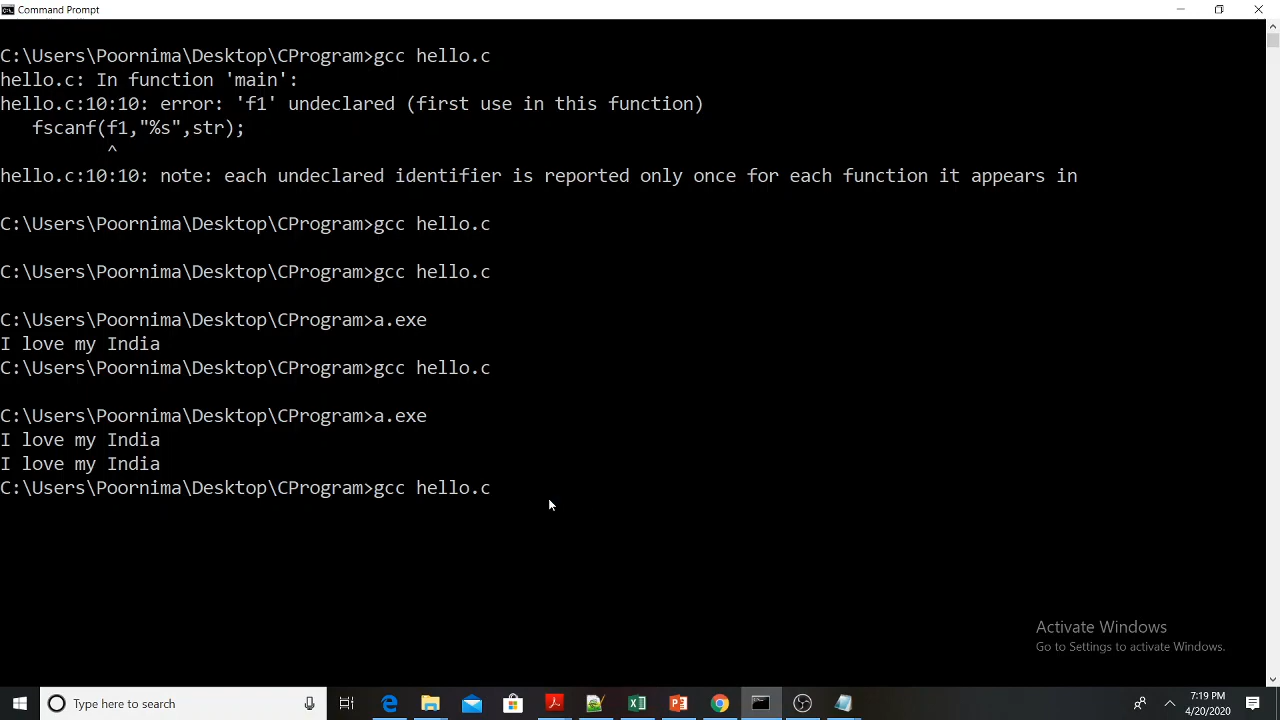 Command Prompt
C:\Users\Poornima\Desktop\CProgram>gcc hello.c
hello.c: In function 'main':
hello.c:10:10: error: 'f1' undeclared (first use in this function)
   fscanf(f1,"%s",str);
          ^
hello.c:10:10: note: each undeclared identifier is reported only once for each function it appears in
C:\Users\Poornima\Desktop\CProgram>gcc hello.c
C:\Users\Poornima\Desktop\CProgram>gcc hello.c
C:\Users\Poornima\Desktop\CProgram>a.exe
I love my India
C:\Users\Poornima\Desktop\CProgram>gcc hello.c
C:\Users\Poornima\Desktop\CProgram>a.exe
I love my India
I love my India
C:\Users\Poornima\Desktop\CProgram>gcc hello.c
Activate Windows
Go to Settings to activate Windows.
Type here to search
7:19 PM
4/20/2020